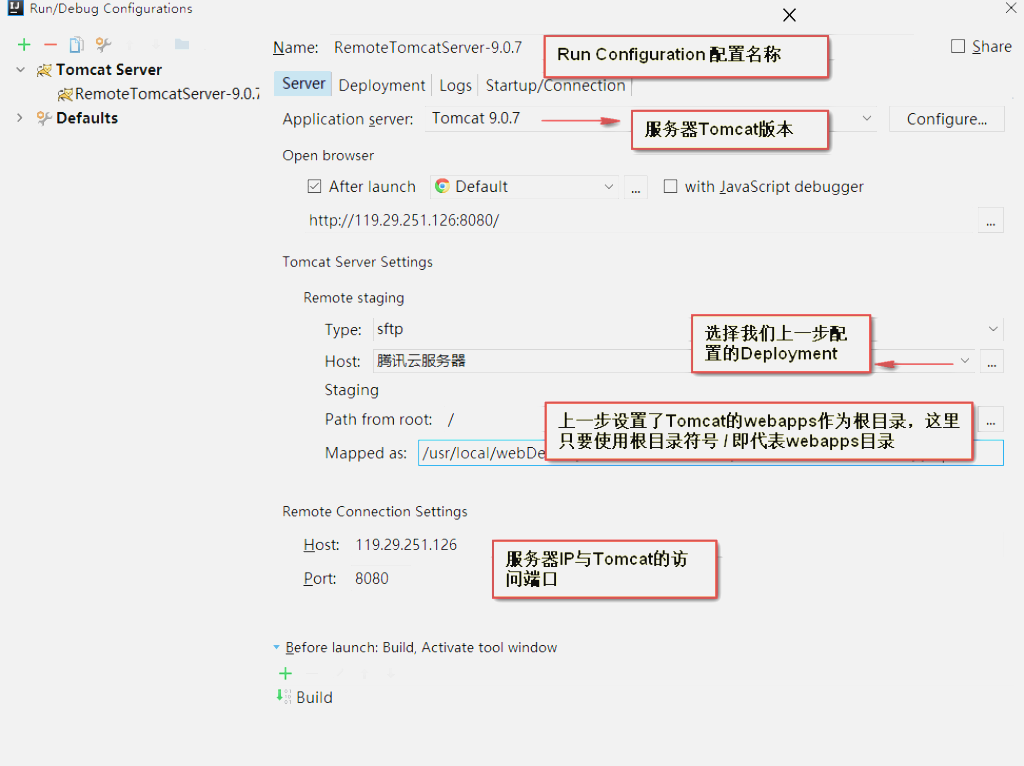 Run/Debug Configurations
Name: RemoteTomcatServer-9.0.7
Run Configuration 配置名称
Share
Tomcat Server
RemoteTomcatServer-9.0.7
Defaults
Server Deployment Logs Startup/Connection
Application server: Tomcat 9.0.7
服务器Tomcat版本
Configure...
Open browser
After launch Default ... with JavaScript debugger
http://119.29.251.126:8080/ ...
Tomcat Server Settings
Remote staging
Type: sftp
选择我们上一步配
置的Deployment
Host: 腾讯云服务器 ...
Staging
Path from root: / ...
上一步设置了Tomcat的webapps作为根目录，这里
只要使用根目录符号 / 即代表webapps目录
Mapped as: /usr/local/webDe
Remote Connection Settings
Host: 119.29.251.126
Port: 8080
服务器IP与Tomcat的访
问端口
Before launch: Build, Activate tool window
Build